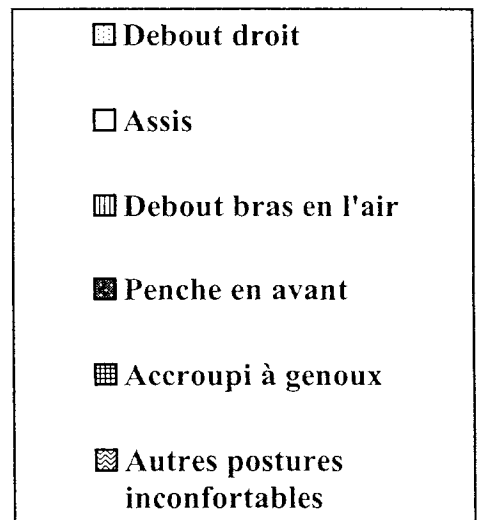 Debout droit
Assis
Debout bras en l'air
Penche en avant
Accroupi à genoux
Autres postures
inconfortables